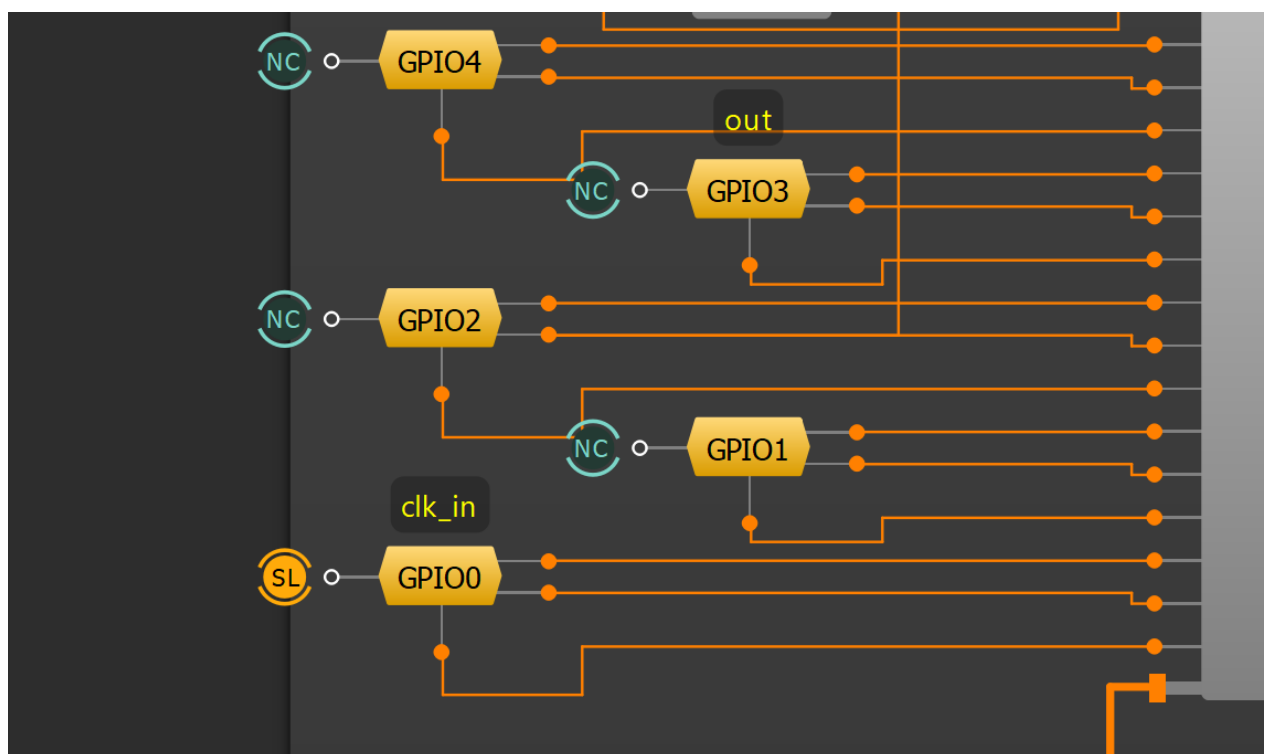 NC
GPIO4
out
NC
GPIO3
NC
GPIO2
NC
GPIO1
clk_in
SL
GPIO0